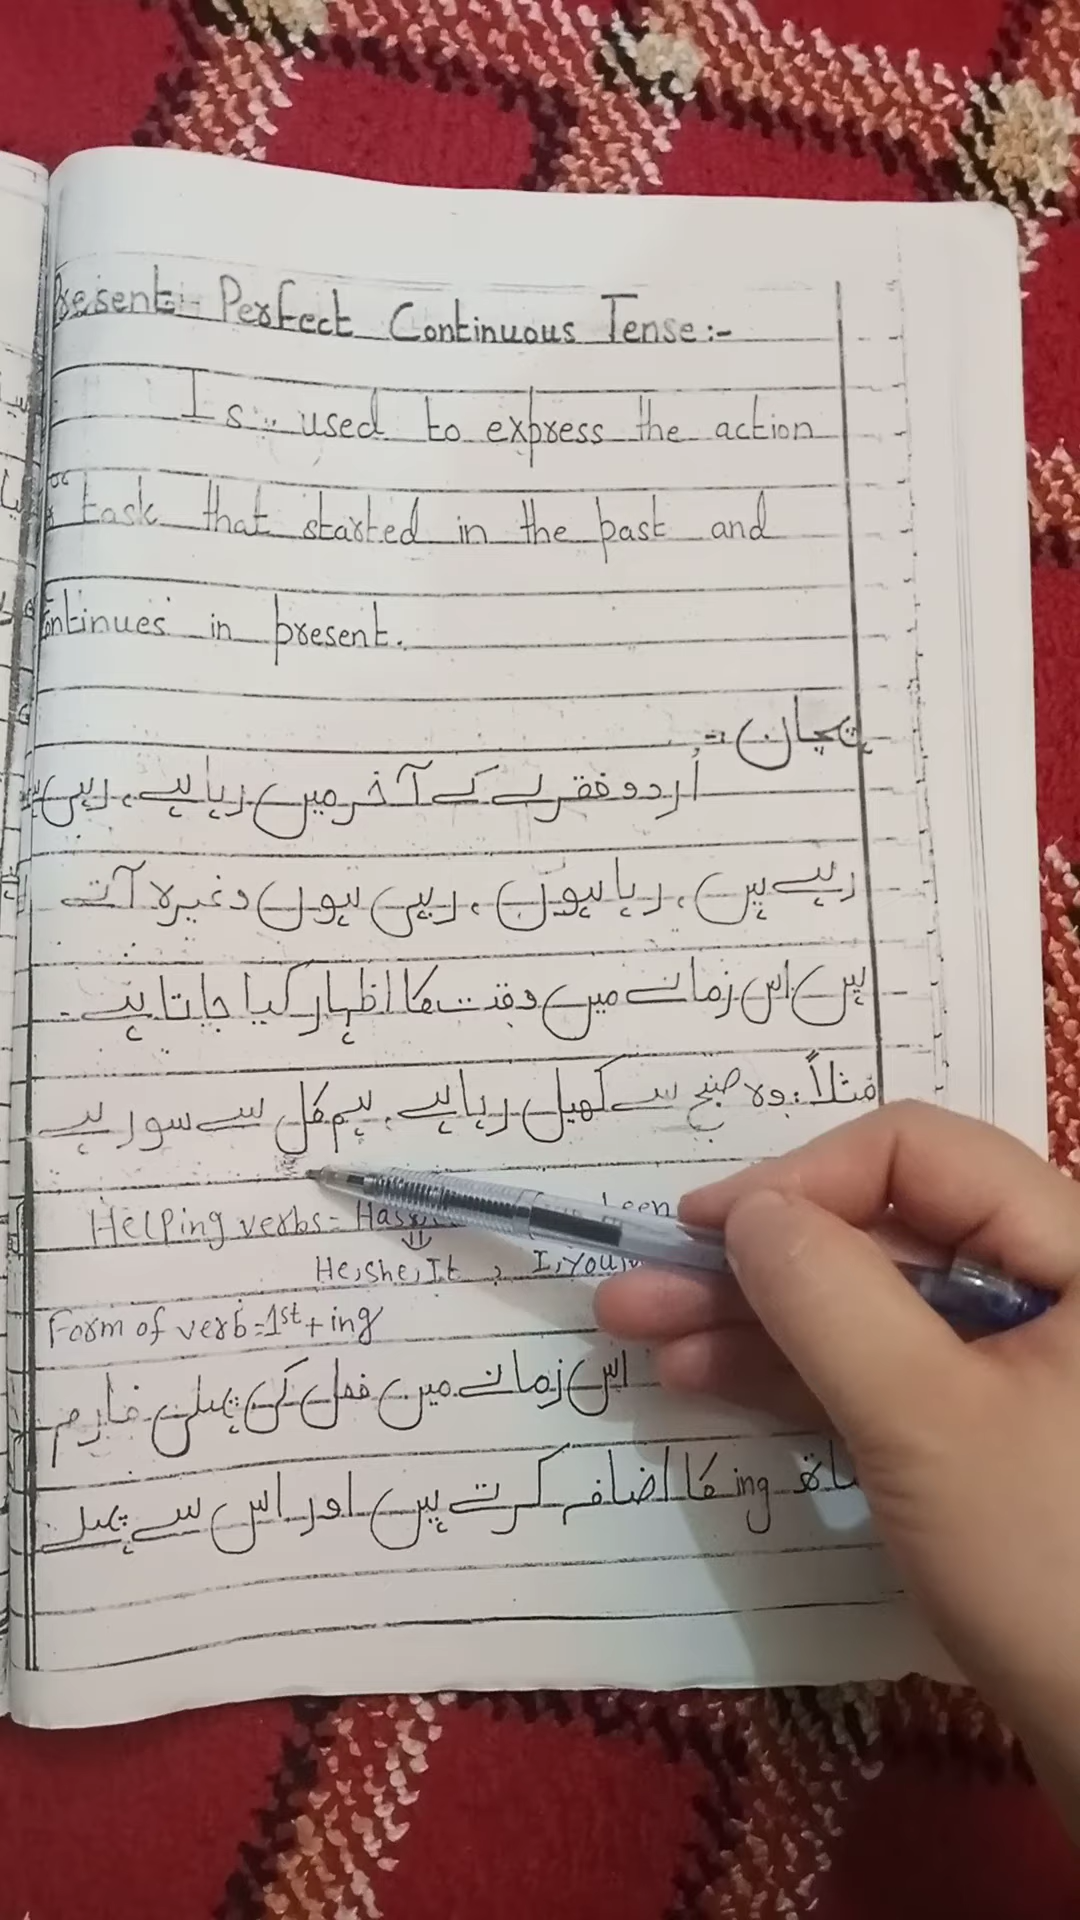 Present Perfect Continuous Tense:-
Is used to express the action
or task that started in the past and
Continues in present.
پہچان :-
اُردو فقرے کے آخر میں رہا ہے، رہی ہے
رہے ہیں، رہا ہوں، رہی ہوں وغیرہ آتے
ہیں اس زمانے میں وقت کا اظہار کیا جاتا ہے۔
مثلاً: وہ صبح سے کھیل رہا ہے۔ ہم کل سے سو رہے
Helping verbs = Has been
He, she, It , I, you,
Form of verb = 1st + ing
اس زمانے میں فعل کی پہلی فارم
ساتھ ing کا اضافہ کرتے ہیں اور اس سے پہلے